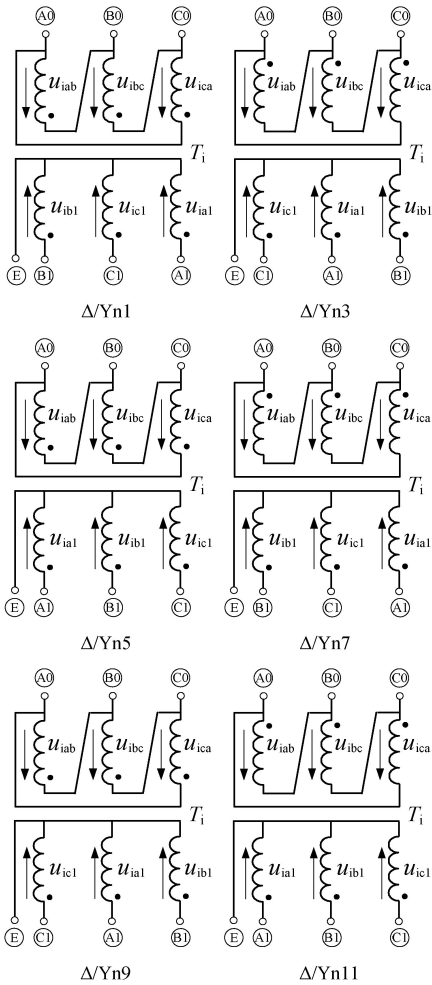 A0 B0 C0 A0 B0 C0
uiab uibc uica uiab uibc uica
Ti Ti
uib1 uic1 uia1 uic1 uia1 uib1
E B1 C1 A1 E C1 A1 B1
Δ/Yn1 Δ/Yn3
A0 B0 C0 A0 B0 C0
uiab uibc uica uiab uibc uica
Ti Ti
uia1 uib1 uic1 uib1 uic1 uia1
E A1 B1 C1 E B1 C1 A1
Δ/Yn5 Δ/Yn7
A0 B0 C0 A0 B0 C0
uiab uibc uica uiab uibc uica
Ti Ti
uic1 uia1 uib1 uia1 uib1 uic1
E C1 A1 B1 E A1 B1 C1
Δ/Yn9 Δ/Yn11